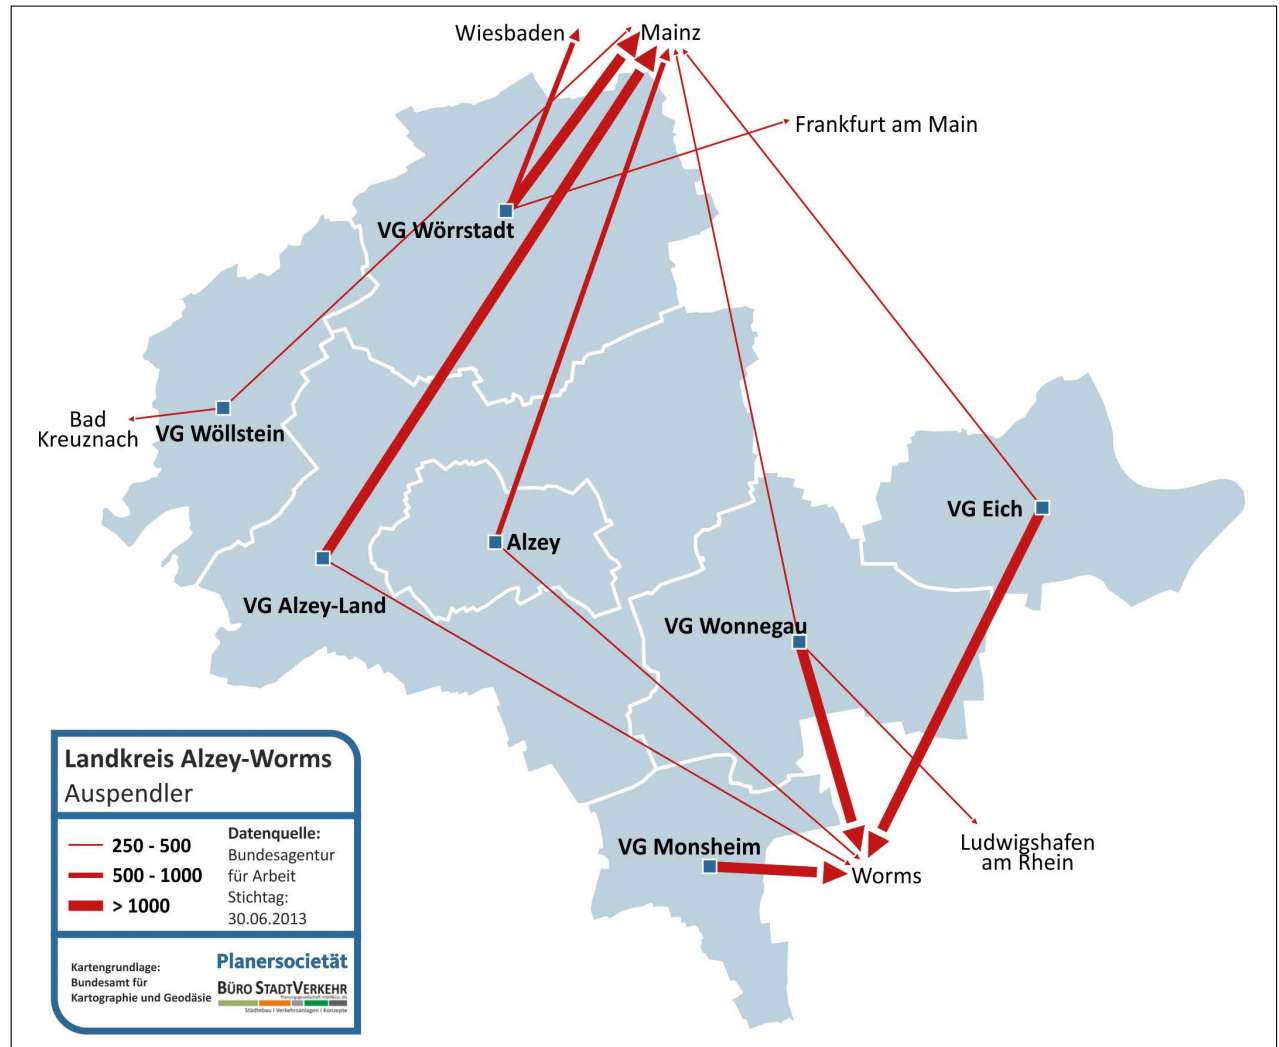 Wiesbaden
Mainz
Frankfurt am Main
VG Wörrstadt
Bad
Kreuznach
VG Wöllstein
VG Eich
Alzey
VG Alzey-Land
VG Wonnegau
VG Monsheim
Worms
Ludwigshafen
am Rhein
Landkreis Alzey-Worms
Auspendler
250 - 500
500 - 1000
> 1000
Datenquelle:
Bundesagentur
für Arbeit
Stichtag:
30.06.2013
Kartengrundlage:
Bundesamt für
Kartographie und Geodäsie
Planersocietät
BÜRO STADTVERKEHR
Städtebau I Verkehrsanlagen I Konzepte